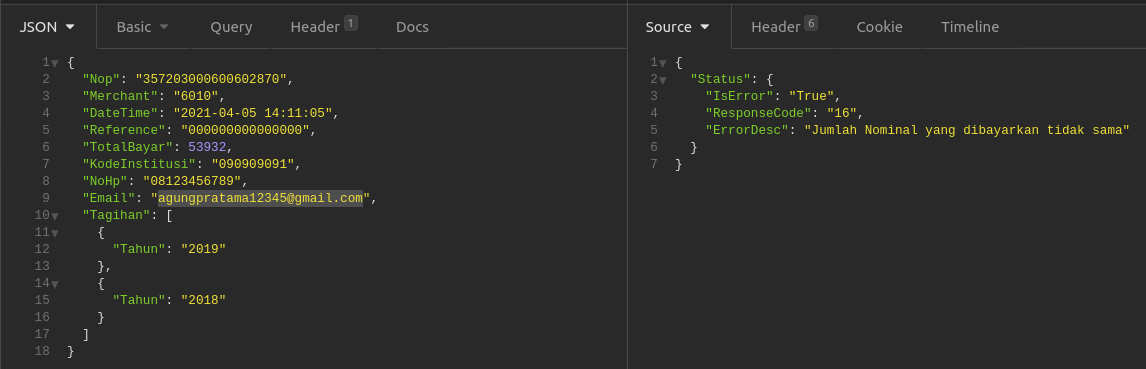 JSON Basic Query Header 1 Docs
1 {
2 "Nop": "357203000600602870",
3 "Merchant": "6010",
4 "DateTime": "2021-04-05 14:11:05",
5 "Reference": "000000000000000",
6 "TotalBayar": 53932,
7 "KodeInstitusi": "090909091",
8 "NoHp": "08123456789",
9 "Email": "agungpratama12345@gmail.com",
10 "Tagihan": [
11 {
12 "Tahun": "2019"
13 },
14 {
15 "Tahun": "2018"
16 }
17 ]
18 }
Source Header 6 Cookie Timeline
1 {
2 "Status": {
3 "IsError": "True",
4 "ResponseCode": "16",
5 "ErrorDesc": "Jumlah Nominal yang dibayarkan tidak sama"
6 }
7 }